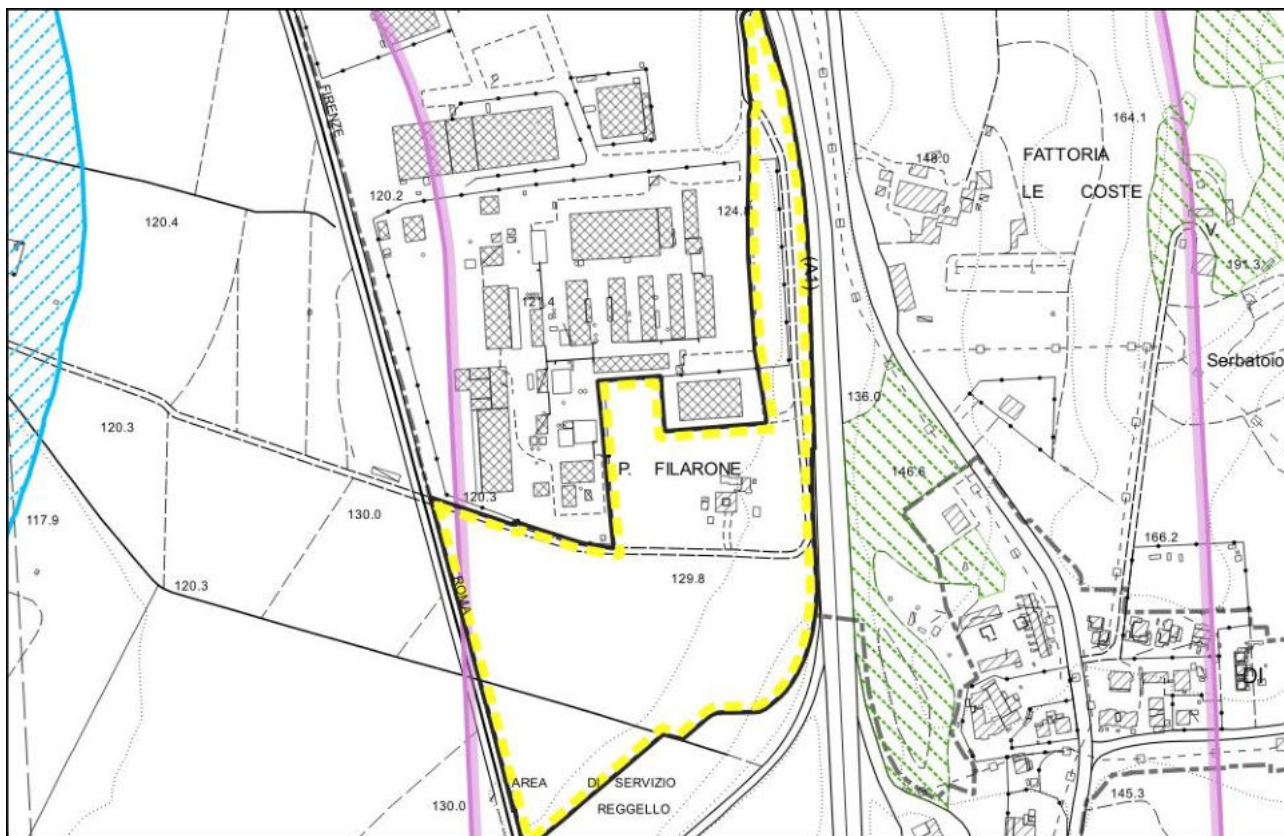 FIRENZE
164.1
FATTORIA
148.0
LE COSTE
120.2
120.4
124.8
V.
191.3
(A1)
121.4
Serbatoio
136.0
120.3
P. FILARONE
146.6
120.3
117.9
130.0
166.2
129.8
120.3
ROMA
DI
AREA DI SERVIZIO
REGGELLO
130.0
145.3